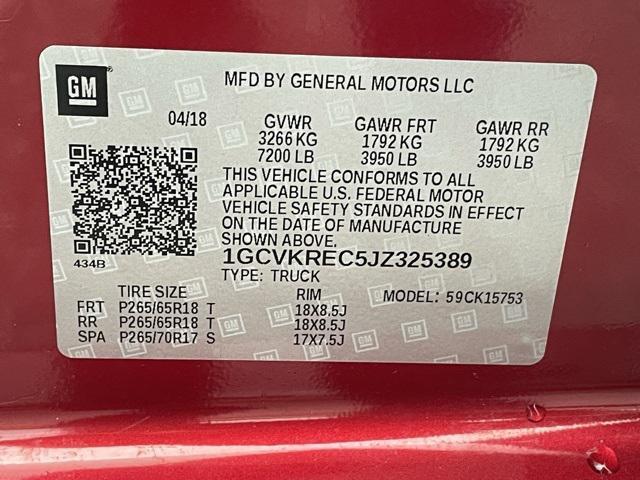 GM
MFD BY GENERAL MOTORS LLC
04/18 GVWR GAWR FRT GAWR RR
3266 KG 1792 KG 1792 KG
7200 LB 3950 LB 3950 LB
THIS VEHICLE CONFORMS TO ALL
APPLICABLE U.S. FEDERAL MOTOR
VEHICLE SAFETY STANDARDS IN EFFECT
ON THE DATE OF MANUFACTURE
SHOWN ABOVE.
434B
1GCVKREC5JZ325389
TYPE: TRUCK
TIRE SIZE RIM MODEL: 59CK15753
FRT P265/65R18 T 18X8.5J
RR P265/65R18 T 18X8.5J
SPA P265/70R17 S 17X7.5J